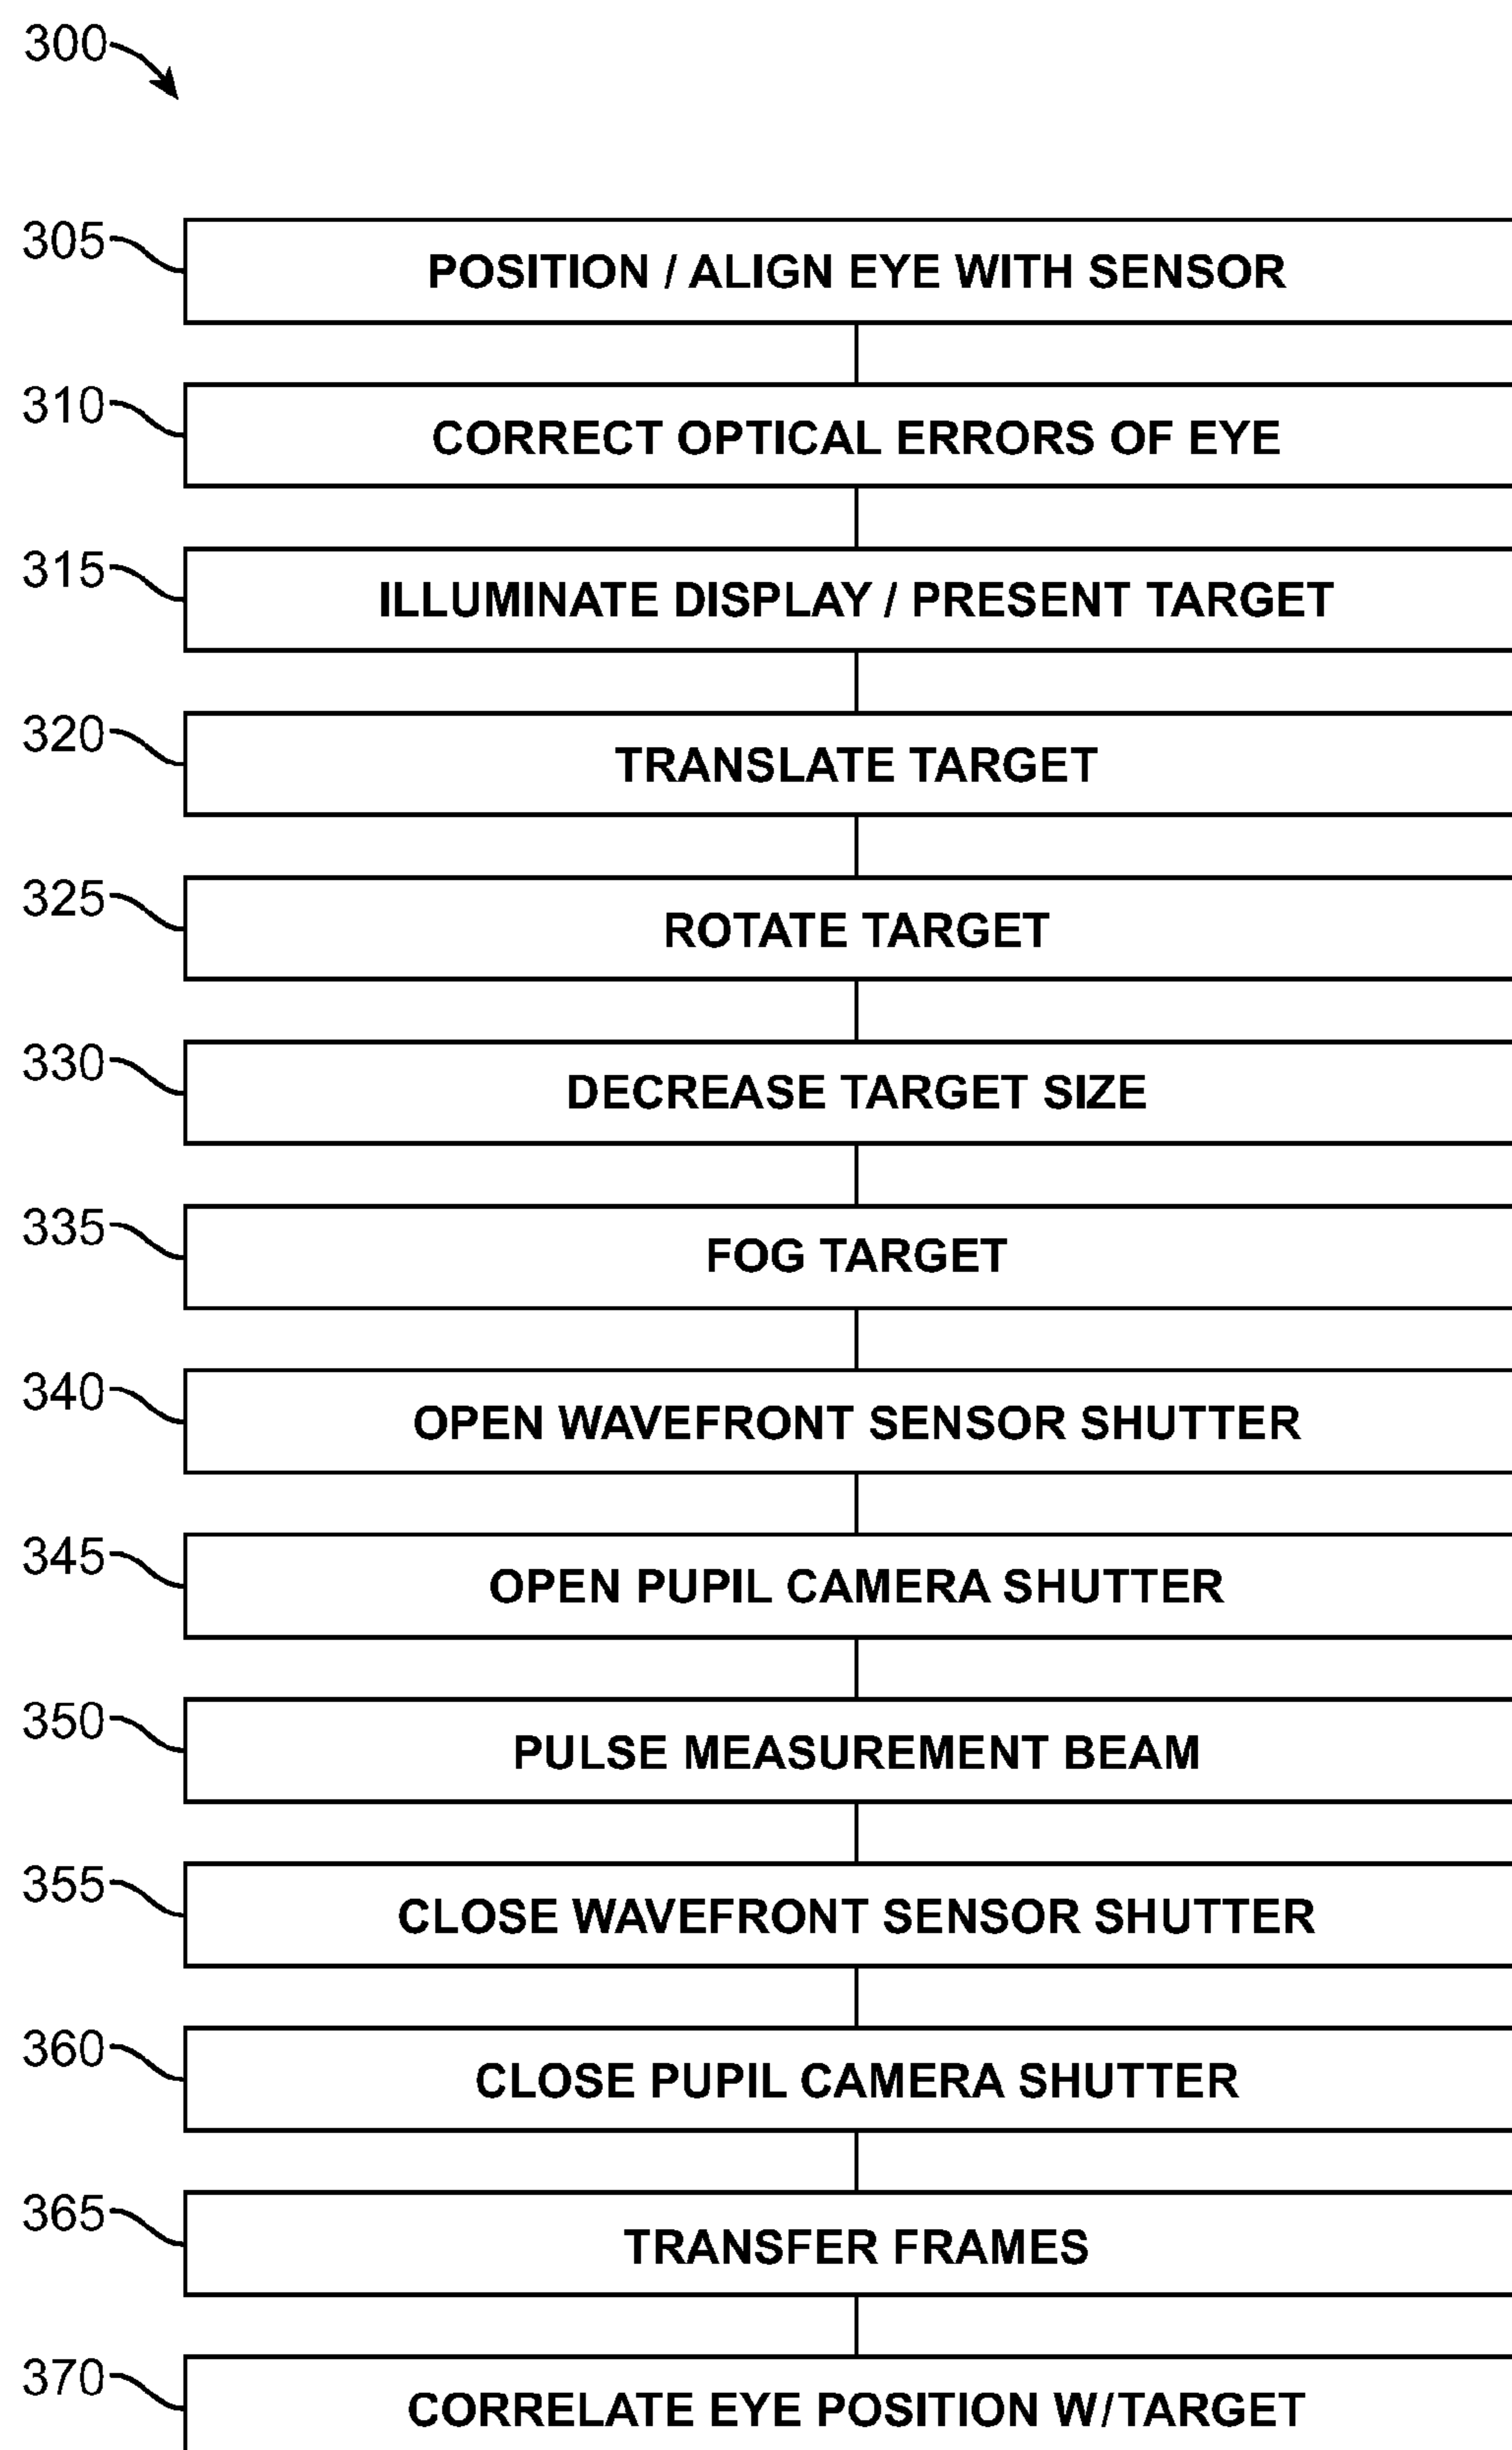 300
305 POSITION / ALIGN EYE WITH SENSOR
310 CORRECT OPTICAL ERRORS OF EYE
315 ILLUMINATE DISPLAY / PRESENT TARGET
320 TRANSLATE TARGET
325 ROTATE TARGET
330 DECREASE TARGET SIZE
335 FOG TARGET
340 OPEN WAVEFRONT SENSOR SHUTTER
345 OPEN PUPIL CAMERA SHUTTER
350 PULSE MEASUREMENT BEAM
355 CLOSE WAVEFRONT SENSOR SHUTTER
360 CLOSE PUPIL CAMERA SHUTTER
365 TRANSFER FRAMES
370 CORRELATE EYE POSITION W/TARGET